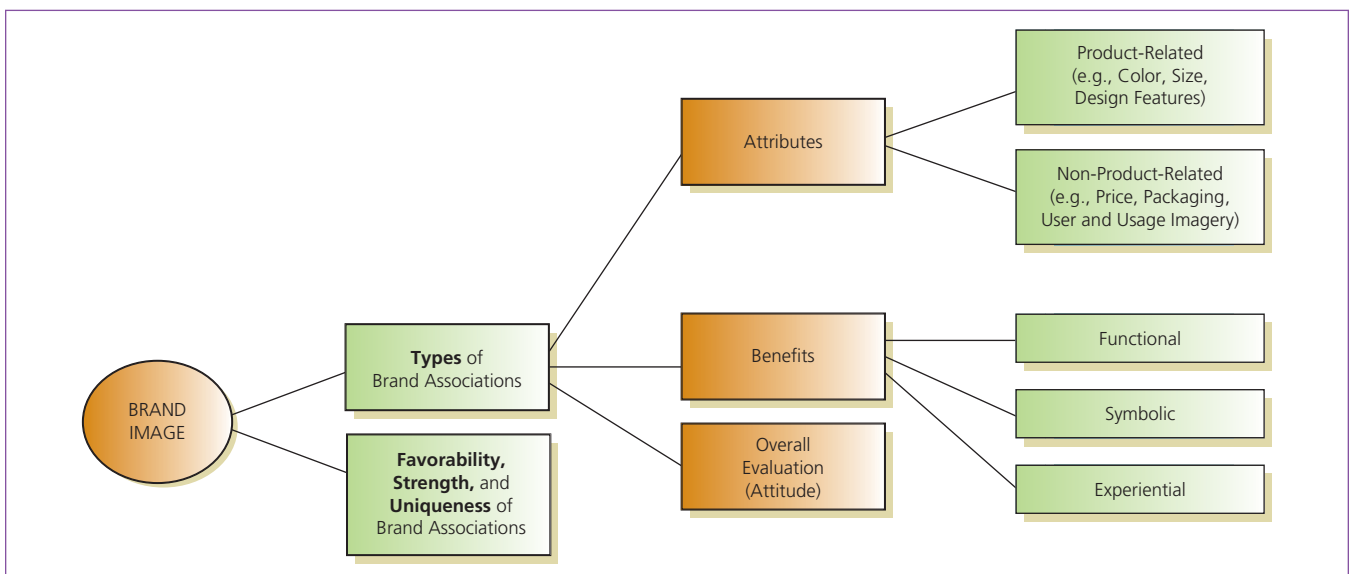 BRAND
IMAGE
Types of
Brand Associations
Favorability,
Strength, and
Uniqueness of
Brand Associations
Attributes
Benefits
Overall
Evaluation
(Attitude)
Product-Related
(e.g., Color, Size,
Design Features)
Non-Product-Related
(e.g., Price, Packaging,
User and Usage Imagery)
Functional
Symbolic
Experiential